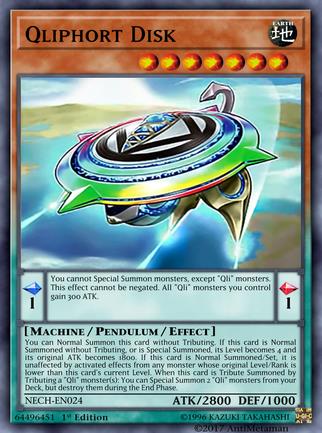 Qliphort Disk
EARTH
地
You cannot Special Summon monsters, except "Qli" monsters.
This effect cannot be negated. All "Qli" monsters you control
gain 300 ATK.
1
1
[Machine / Pendulum / Effect]
You can Normal Summon this card without Tributing. If this card is Normal
Summoned without Tributing, or is Special Summoned, its Level becomes 4 and
its original ATK becomes 1800. If this card is Normal Summoned/Set, it is
unaffected by activated effects from any monster whose original Level/Rank is
lower than this card's current Level. When this card is Tribute Summoned by
Tributing a "Qli" monster(s): You can Special Summon 2 "Qli" monsters from your
Deck, but destroy them during the End Phase.
NECH-EN024
ATK/2800 DEF/1000
64496451
1st Edition
©1996 KAZUKI TAKAHASHI
©2017 AntiMetaman